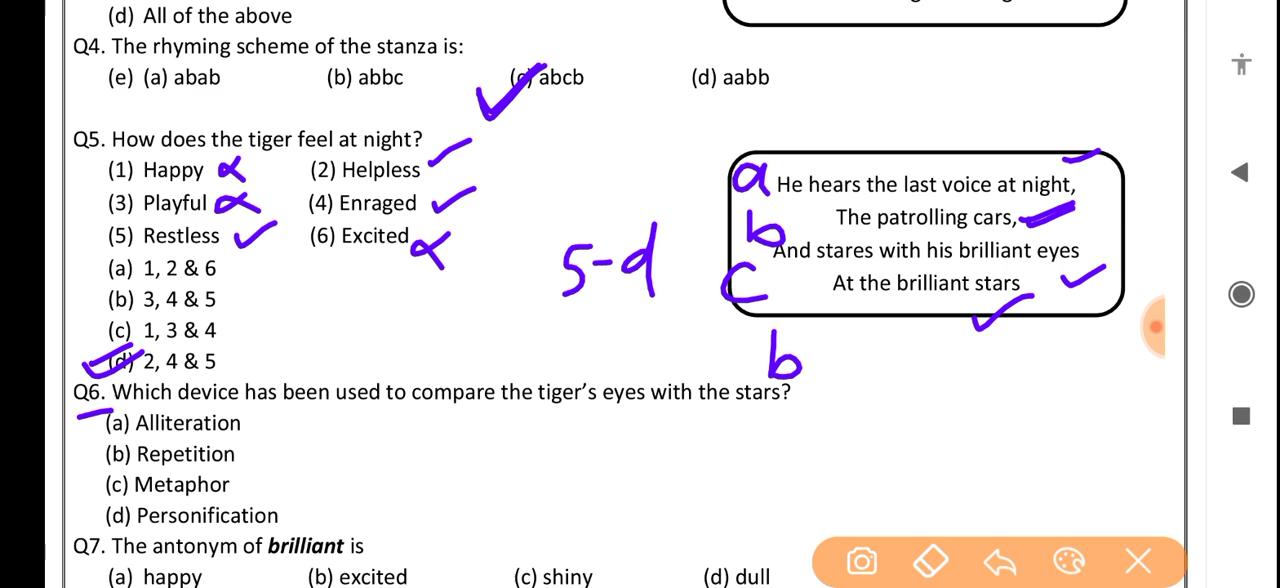 (d) All of the above
Q4. The rhyming scheme of the stanza is:
(e) (a) abab (b) abbc (c) abcb (d) aabb
Q5. How does the tiger feel at night?
(1) Happy (2) Helpless
(3) Playful (4) Enraged
(5) Restless (6) Excited
(a) 1, 2 & 6
(b) 3, 4 & 5
(c) 1, 3 & 4
(d) 2, 4 & 5
5-d
a He hears the last voice at night,
b The patrolling cars,
c And stares with his brilliant eyes
b At the brilliant stars
Q6. Which device has been used to compare the tiger's eyes with the stars?
(a) Alliteration
(b) Repetition
(c) Metaphor
(d) Personification
Q7. The antonym of brilliant is
(a) happy (b) excited (c) shiny (d) dull